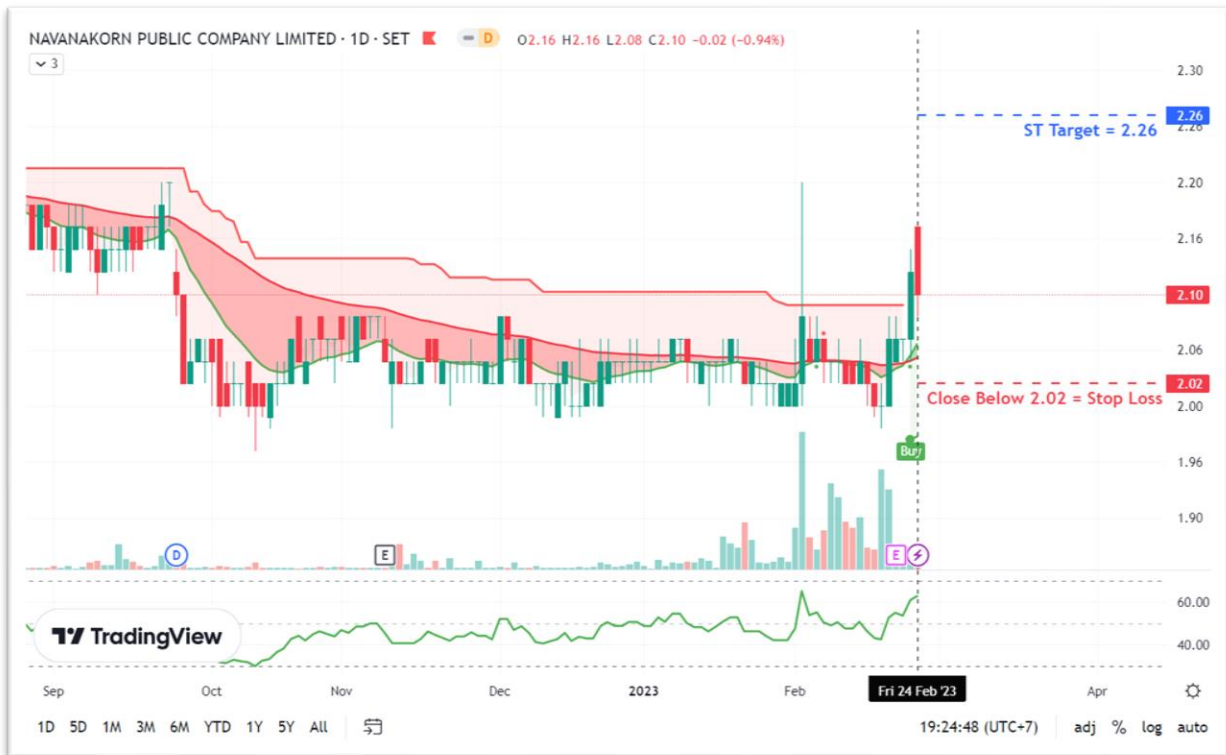 NAVANAKORN PUBLIC COMPANY LIMITED · 1D · SET D O2.16 H2.16 L2.08 C2.10 −0.02 (−0.94%)
3
2.30
2.26
ST Target = 2.26
2.26
2.20
2.16
2.10
2.06
2.02
Close Below 2.02 = Stop Loss
2.00
Buy
1.96
1.90
D E E
60.00
TradingView
40.00
Sep Oct Nov Dec 2023 Feb Fri 24 Feb '23 Apr
1D 5D 1M 3M 6M YTD 1Y 5Y All 19:24:48 (UTC+7) adj % log auto